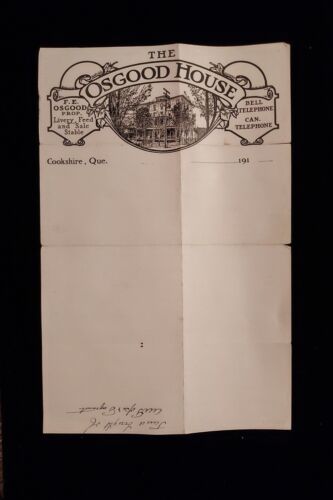 THE
OSGOOD HOUSE
F. E.
OSGOOD
PROP.
Livery, Feed
and Sale
Stable
BELL
TELEPHONE
CAN.
TELEPHONE
Cookshire, Que. 191